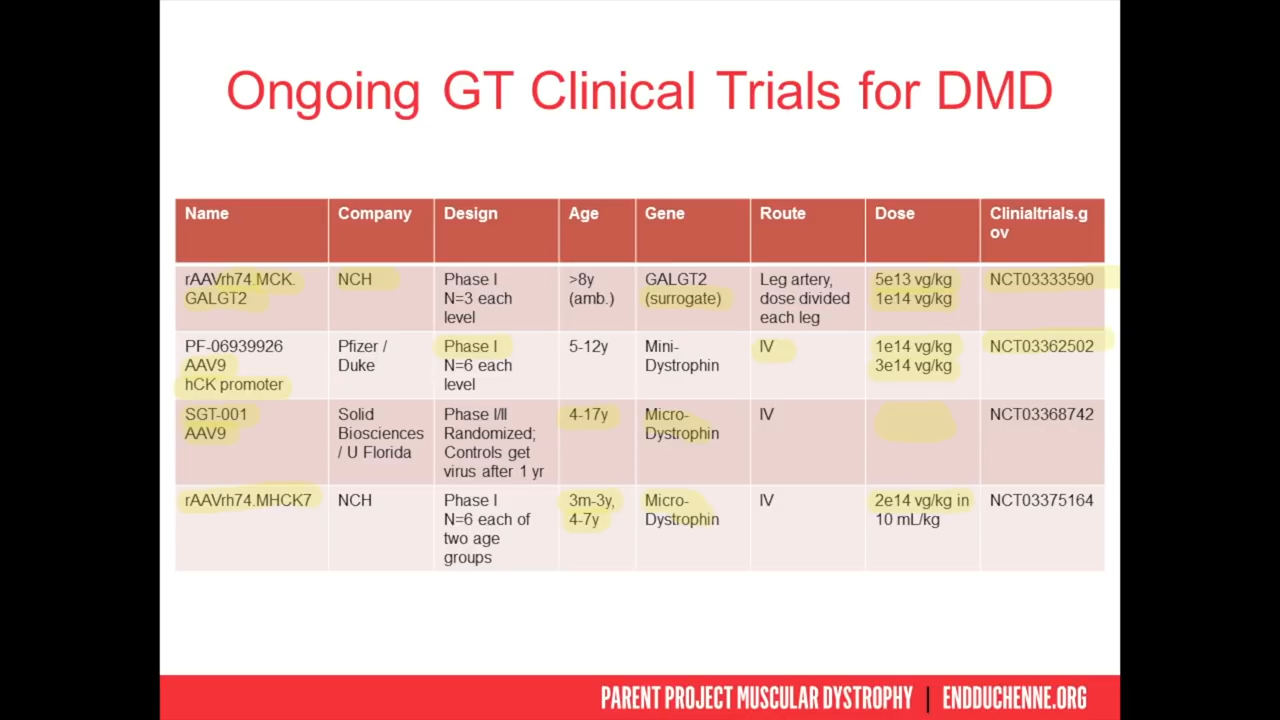 Ongoing GT Clinical Trials for DMD
Name
Company
Design
Age
Gene
Route
Dose
Clinialtrials.g
ov
rAAVrh74.MCK.
GALGT2
NCH
Phase I
N=3 each
level
>8y
(amb.)
GALGT2
(surrogate)
Leg artery,
dose divided
each leg
5e13 vg/kg
1e14 vg/kg
NCT03333590
PF-06939926
AAV9
hCK promoter
Pfizer /
Duke
Phase I
N=6 each
level
5-12y
Mini-
Dystrophin
IV
1e14 vg/kg
3e14 vg/kg
NCT03362502
SGT-001
AAV9
Solid
Biosciences
/ U Florida
Phase I/II
Randomized;
Controls get
virus after 1 yr
4-17y
Micro-
Dystrophin
IV
NCT03368742
rAAVrh74.MHCK7
NCH
Phase I
N=6 each of
two age
groups
3m-3y,
4-7y
Micro-
Dystrophin
IV
2e14 vg/kg in
10 mL/kg
NCT03375164
PARENT PROJECT MUSCULAR DYSTROPHY | ENDDUCHENNE.ORG